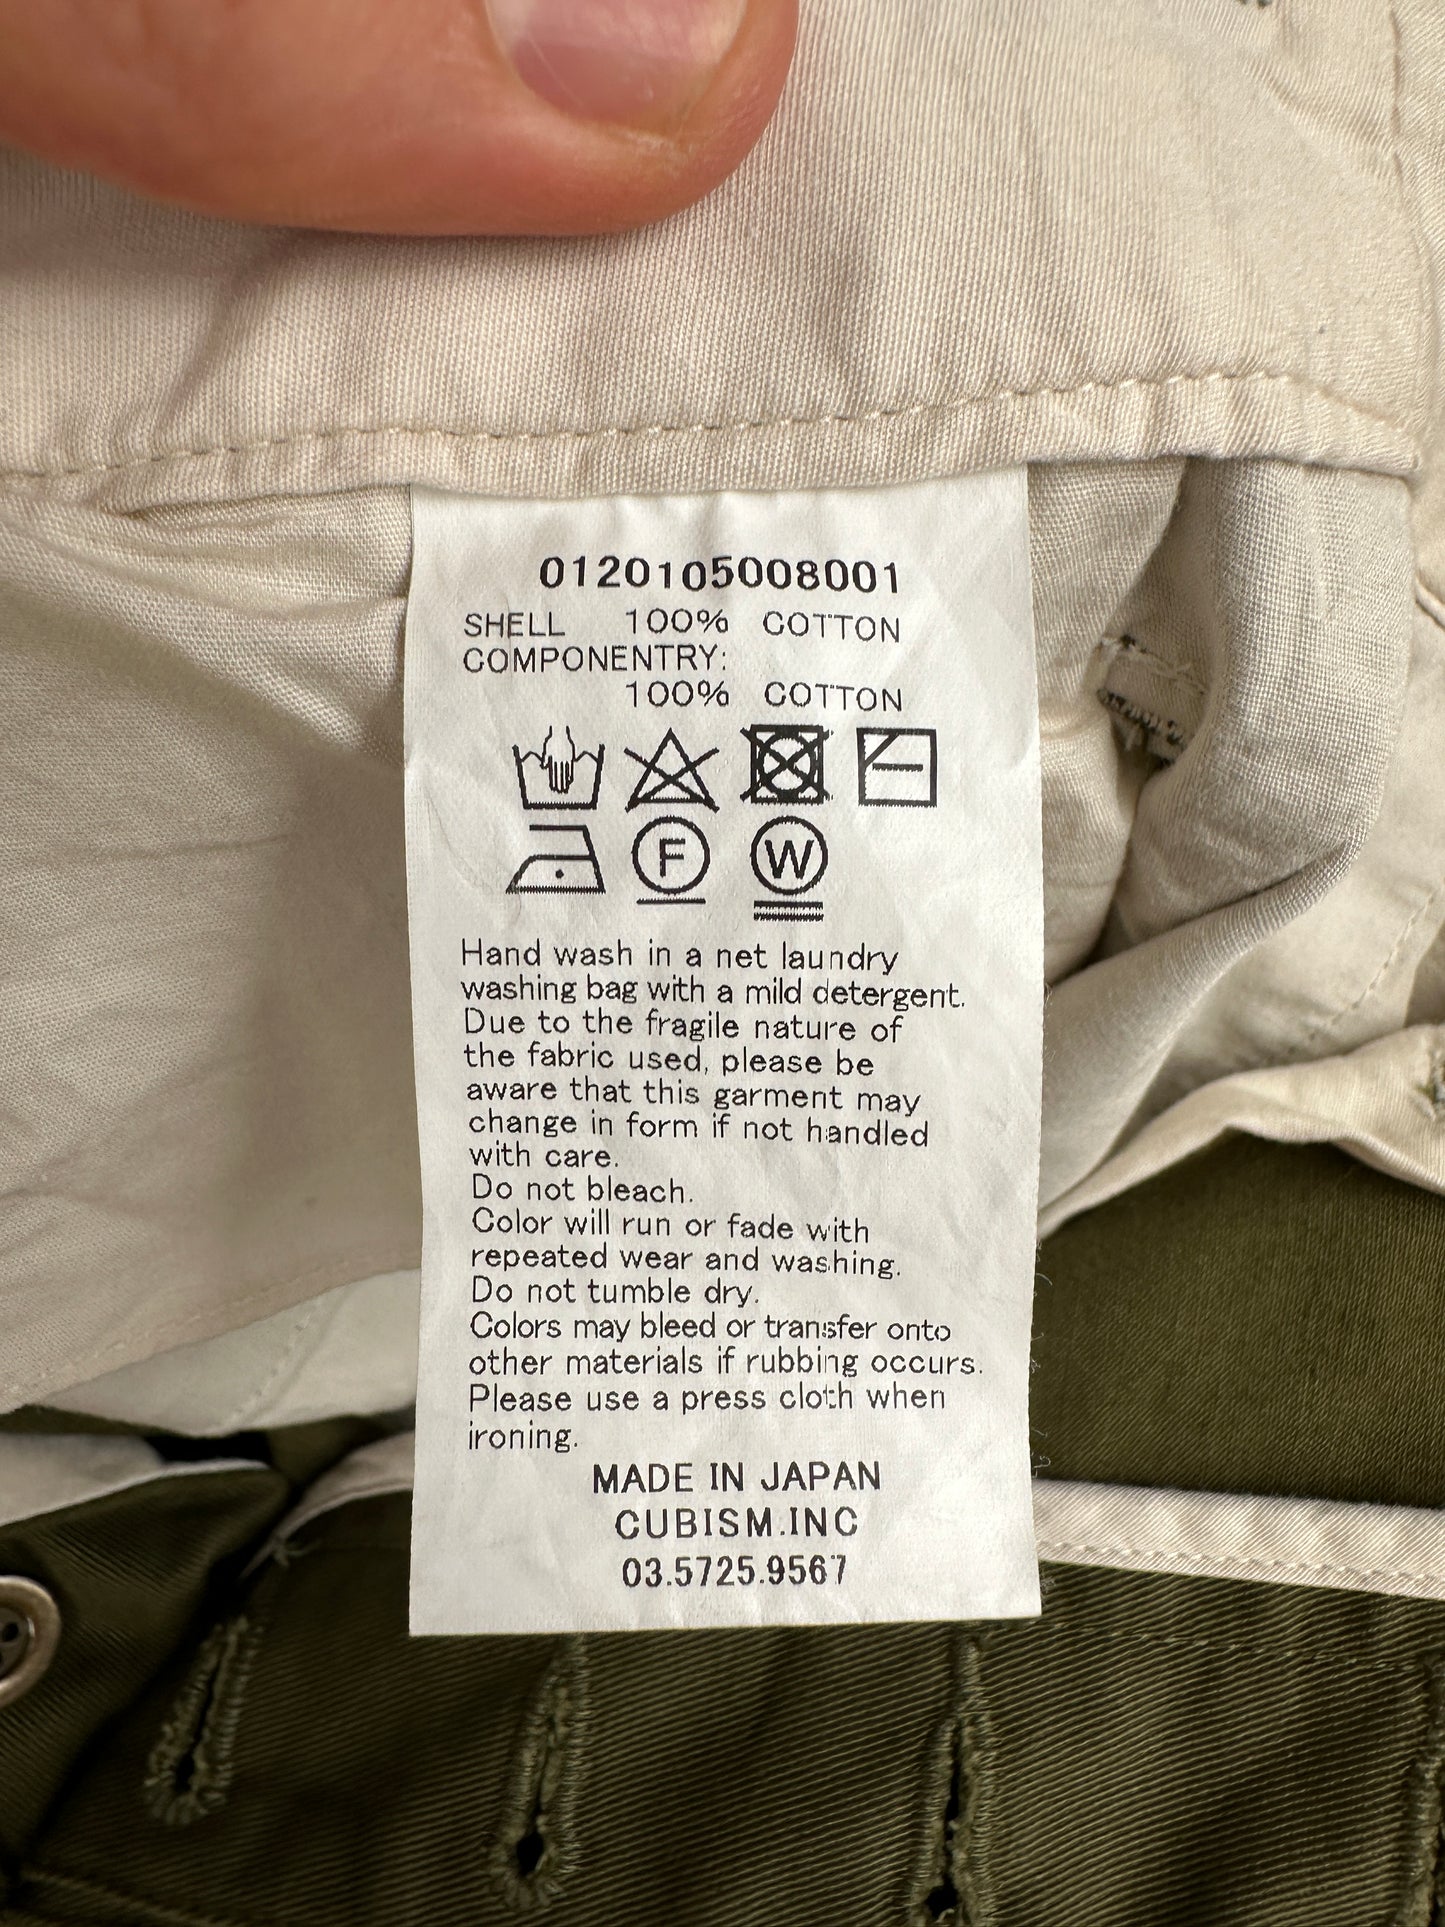 0120105008001
SHELL 100% COTTON
COMPONENTRY:
100% COTTON
F W
Hand wash in a net laundry
washing bag with a mild detergent.
Due to the fragile nature of
the fabric used, please be
aware that this garment may
change in form if not handled
with care.
Do not bleach.
Color will run or fade with
repeated wear and washing.
Do not tumble dry.
Colors may bleed or transfer onto
other materials if rubbing occurs.
Please use a press cloth when
ironing.
MADE IN JAPAN
CUBISM.INC
03.5725.9567